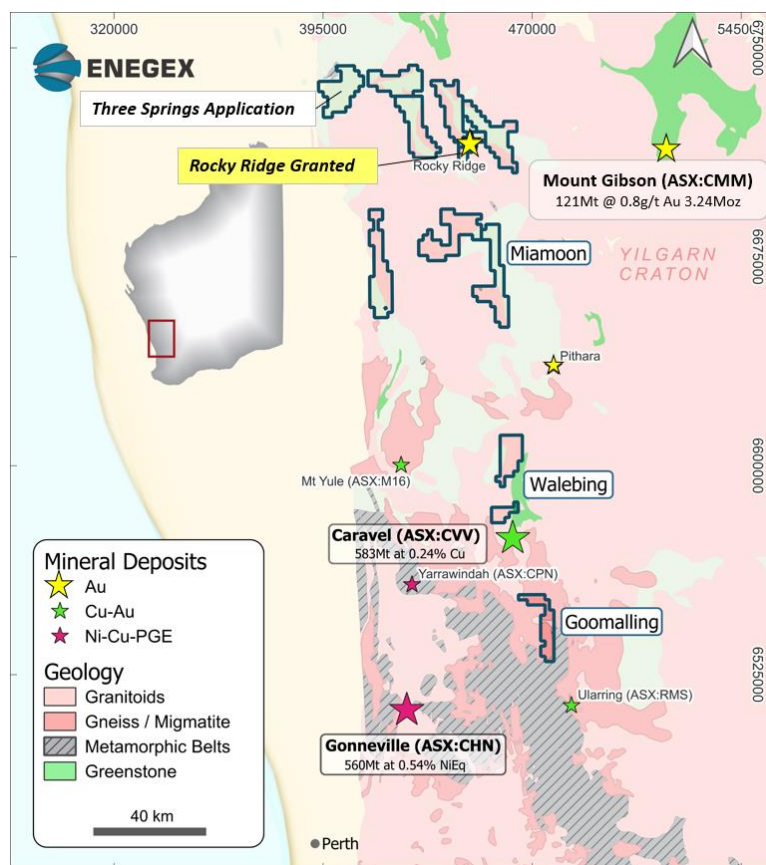 320000
395000
470000
545000
6750000
ENEGEX
Three Springs Application
Rocky Ridge Granted
Rocky Ridge
Mount Gibson (ASX:CMM)
121Mt @ 0.8g/t Au 3.24Moz
6675000
Miamoon
YILGARN
CRATON
Pithara
6600000
Mt Yule (ASX:M16)
Walebing
Caravel (ASX:CVV)
583Mt at 0.24% Cu
Yarrawindah (ASX:CPN)
Goomalling
6525000
Ularring (ASX:RMS)
Gonneville (ASX:CHN)
560Mt at 0.54% NiEq
Mineral Deposits
Au
Cu-Au
Ni-Cu-PGE
Geology
Granitoids
Gneiss / Migmatite
Metamorphic Belts
Greenstone
40 km
Perth